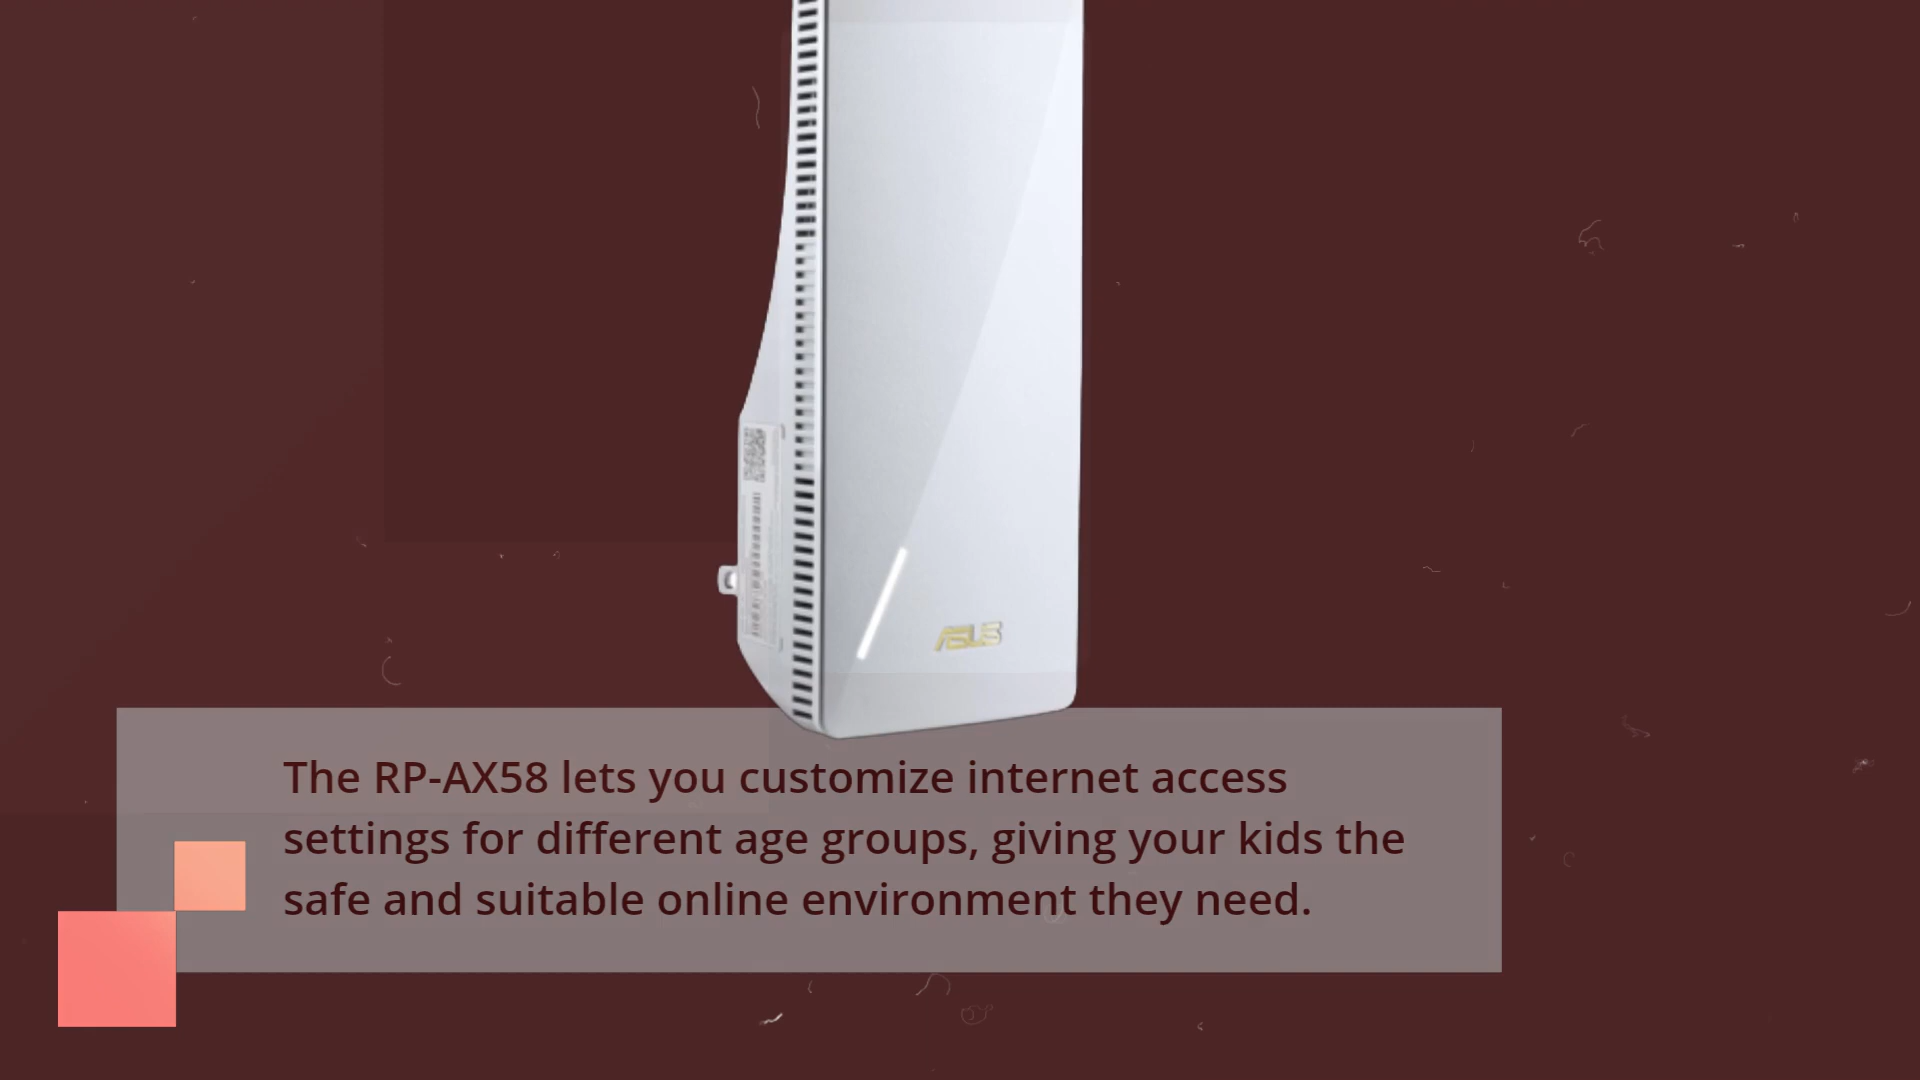 ASUS
The RP-AX58 lets you customize internet access
settings for different age groups, giving your kids the
safe and suitable online environment they need.